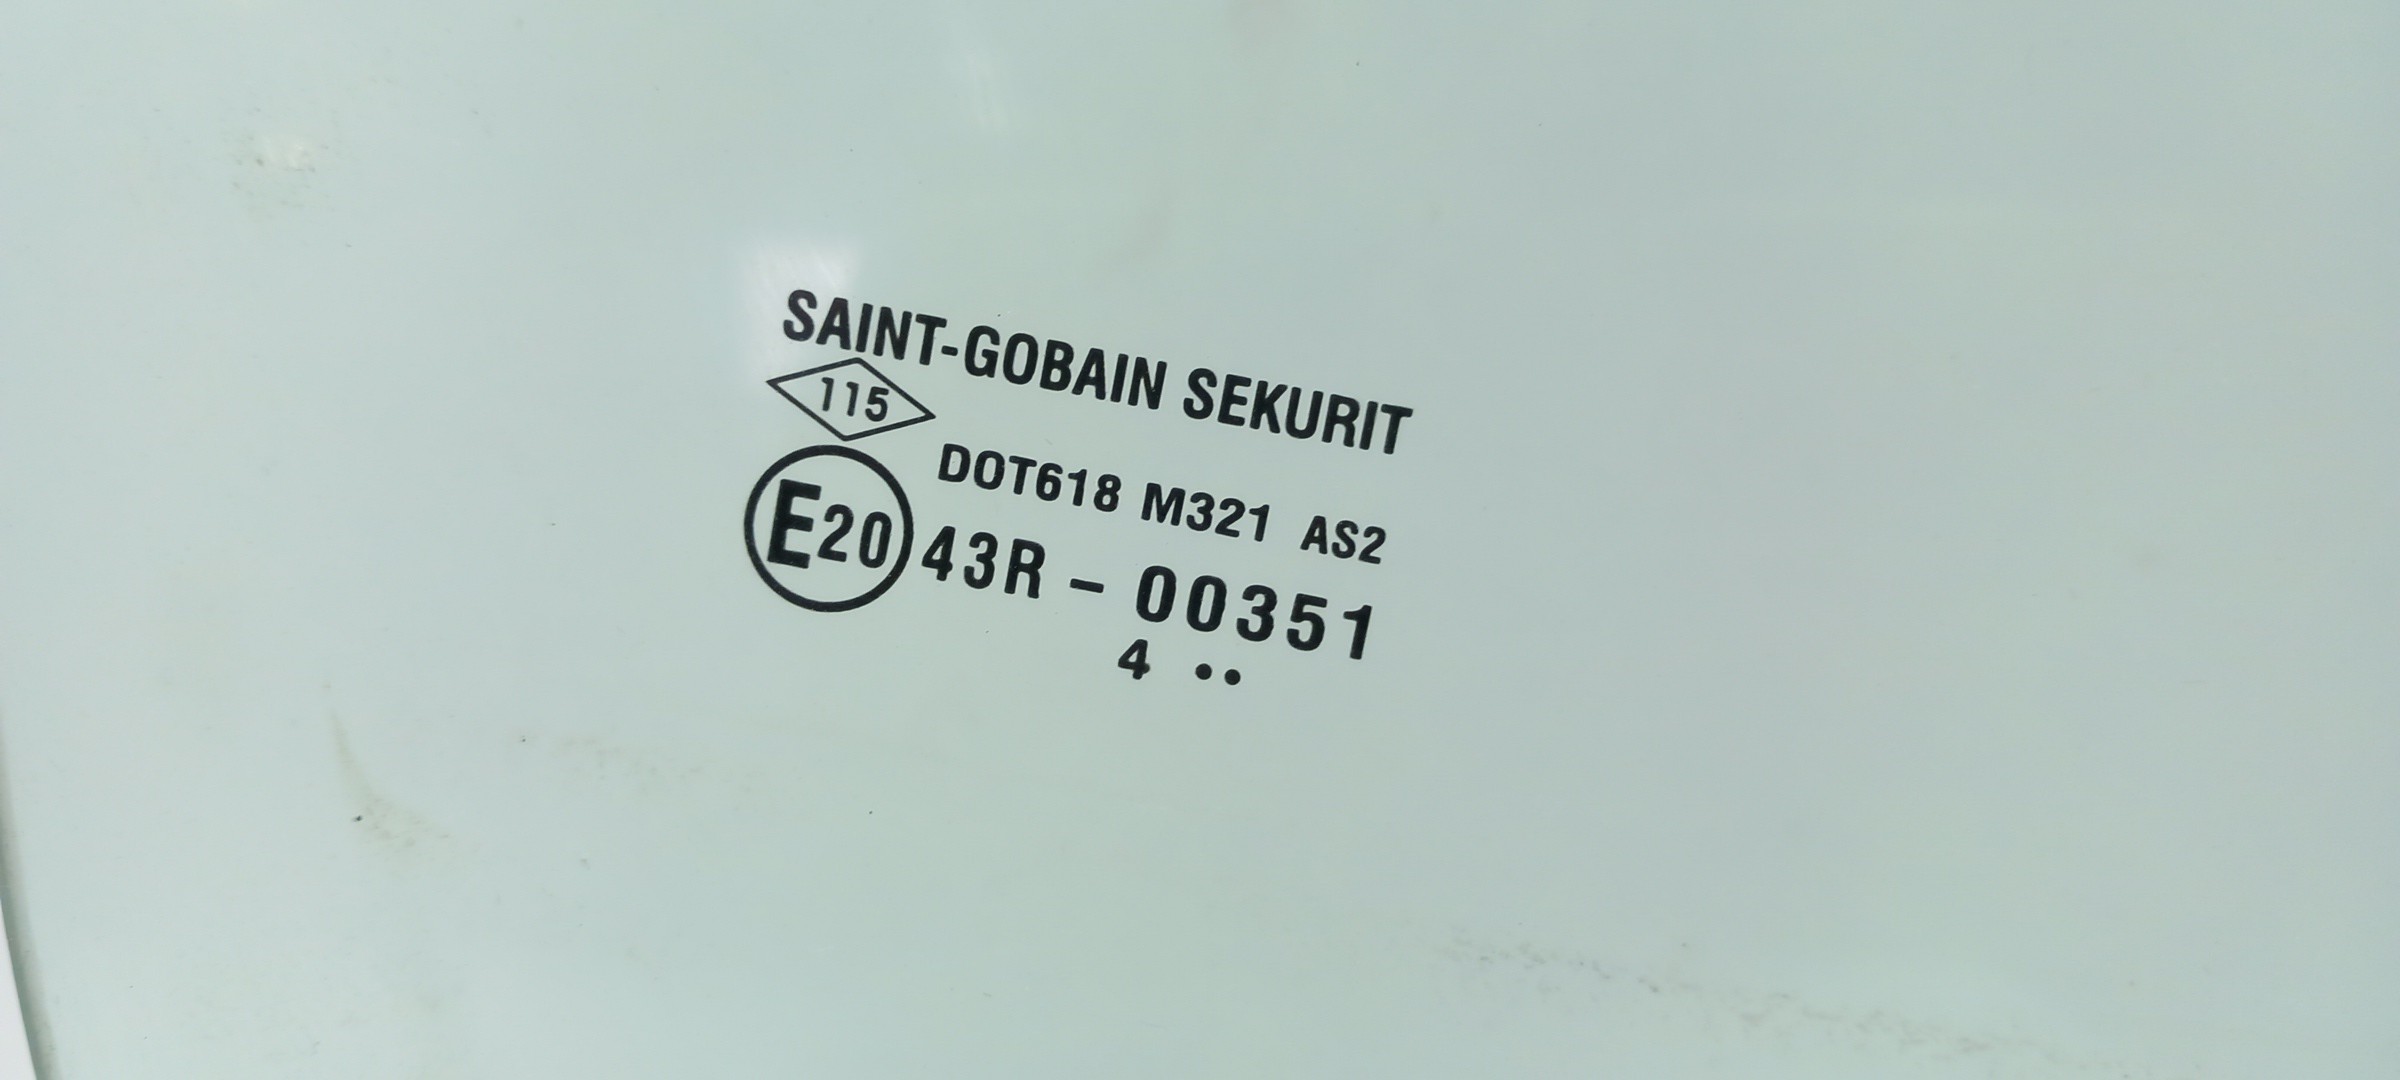 SAINT-GOBAIN SEKURIT
115
DOT618 M321 AS2
E20 43R - 00351
4 ••